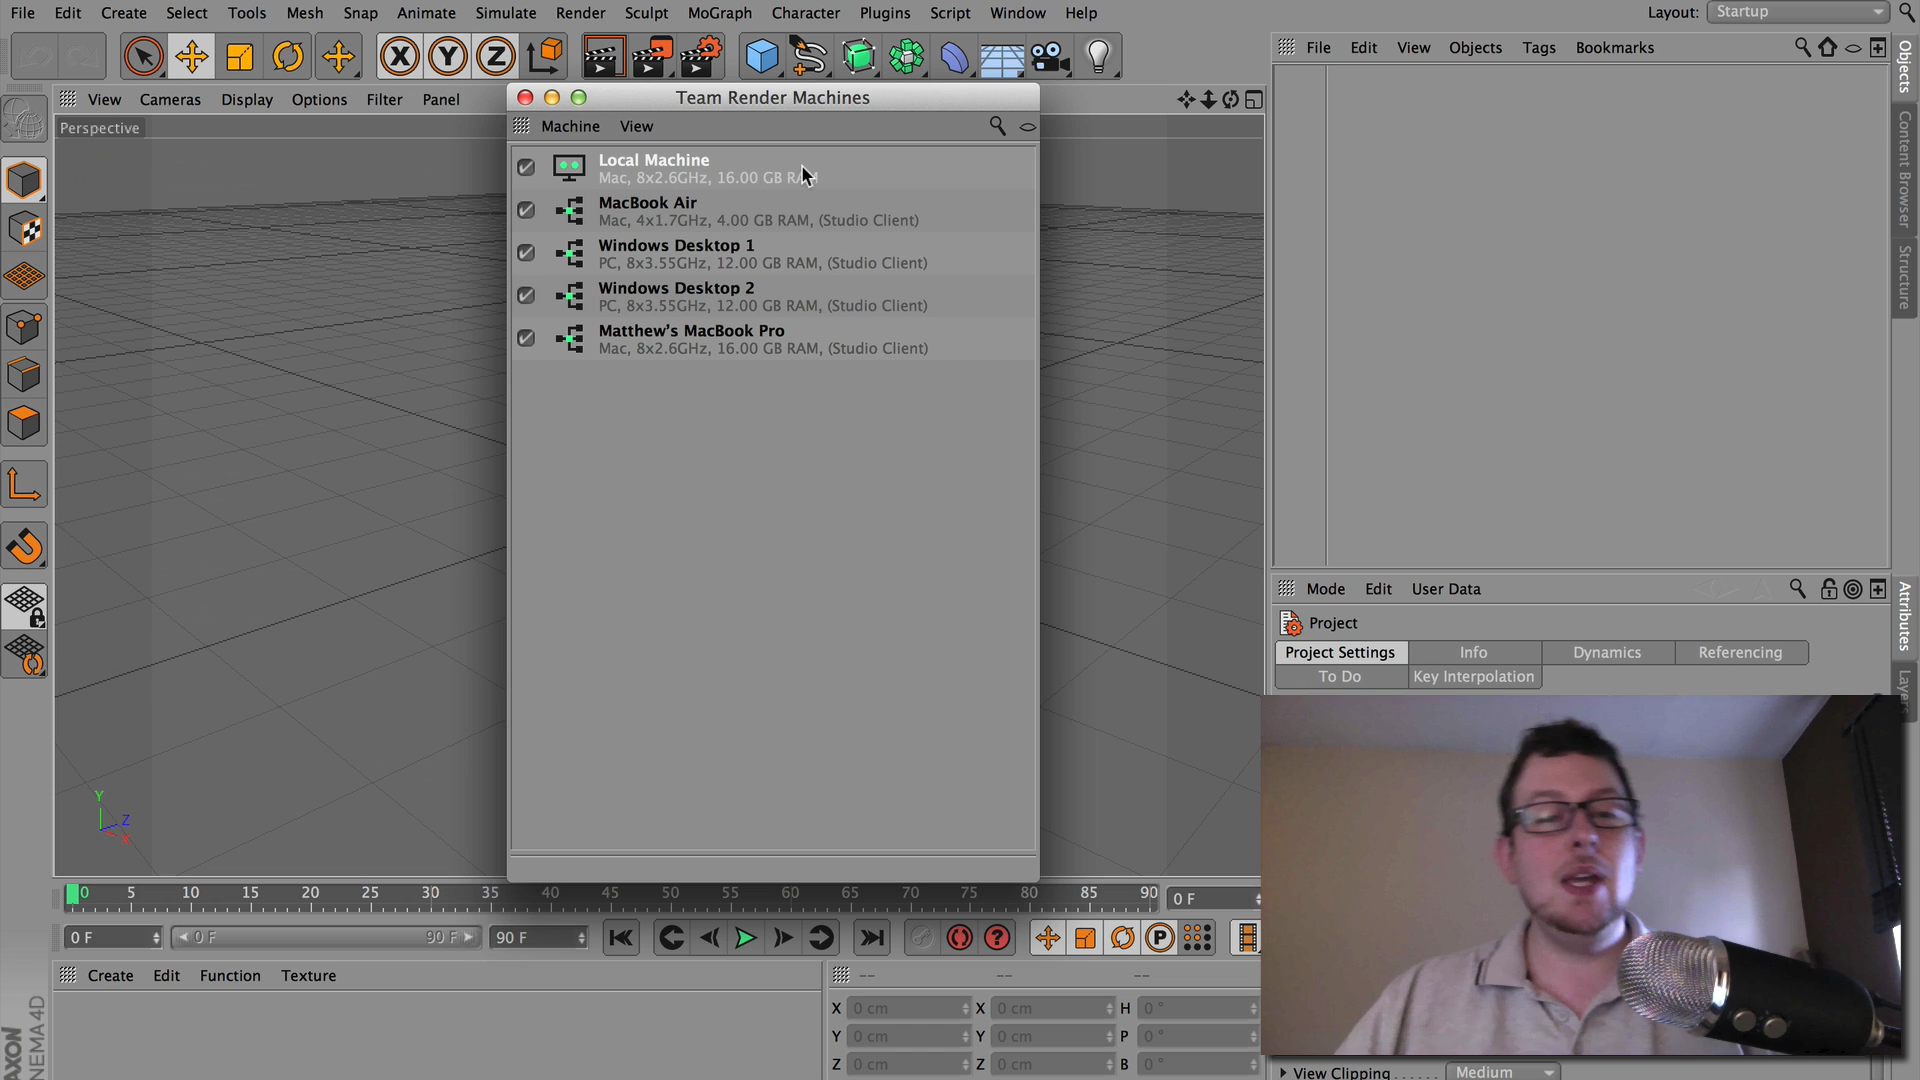 File Edit Create Select Tools Mesh Snap Animate Simulate Render Sculpt MoGraph Character Plugins Script Window Help
Layout: Startup
X Y Z
File Edit View Objects Tags Bookmarks
Objects
Content Browser
Structure
View Cameras Display Options Filter Panel
Perspective
Team Render Machines
Machine View
Local Machine
Mac, 8x2.6GHz, 16.00 GB RAM
MacBook Air
Mac, 4x1.7GHz, 4.00 GB RAM, (Studio Client)
Windows Desktop 1
PC, 8x3.55GHz, 12.00 GB RAM, (Studio Client)
Windows Desktop 2
PC, 8x3.55GHz, 12.00 GB RAM, (Studio Client)
Matthew's MacBook Pro
Mac, 8x2.6GHz, 16.00 GB RAM, (Studio Client)
Mode Edit User Data
Attributes
Layers
Project
Project Settings Info Dynamics Referencing
To Do Key Interpolation
Y
Z
X
0 5 10 15 20 25 30 35 40 45 50 55 60 65 70 75 80 85 90
0 F
0 F 0 F 90 F 90 F
P
Create Edit Function Texture
-- -- --
X 0 cm X 0 cm H 0 °
Y 0 cm Y 0 cm P 0 °
Z 0 cm Z 0 cm B 0 °
View Clipping...... Medium
AXON
NEMA 4D